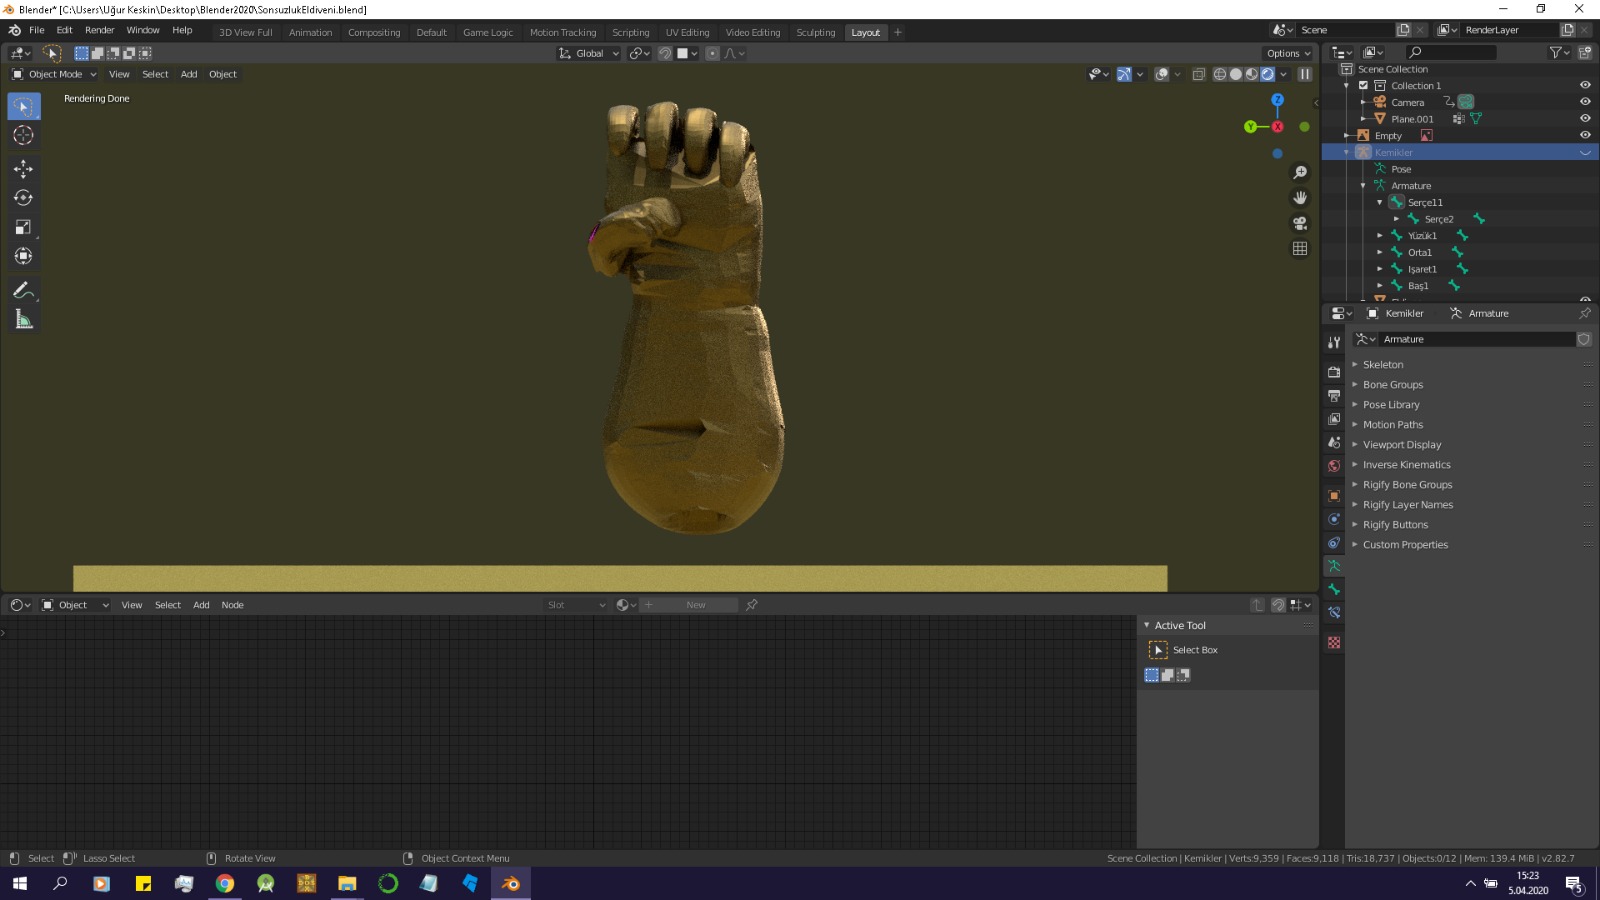 Blender* [C:\Users\Uğur Keskin\Desktop\Blender2020\SonsuzlukEldiveni.blend]
File Edit Render Window Help 3D View Full Animation Compositing Default Game Logic Motion Tracking Scripting UV Editing Video Editing Sculpting Layout + Scene RenderLayer
Global Options
Object Mode View Select Add Object
Rendering Done
Z
Y
X
Scene Collection
Collection 1
Camera
Plane.001
Empty
Kemikler
Pose
Armature
Serçe11
Serçe2
Yüzük1
Orta1
Işaret1
Baş1
Kemikler Armature
Armature
Skeleton
Bone Groups
Pose Library
Motion Paths
Viewport Display
Inverse Kinematics
Rigify Bone Groups
Rigify Layer Names
Rigify Buttons
Custom Properties
Object View Select Add Node Slot + New
Active Tool
Select Box
Select Lasso Select Rotate View Object Context Menu Scene Collection | Kemikler | Verts:9,359 | Faces:9,118 | Tris:18,737 | Objects:0/12 | Mem: 139.4 MiB | v2.82.7
15:23
5.04.2020
5